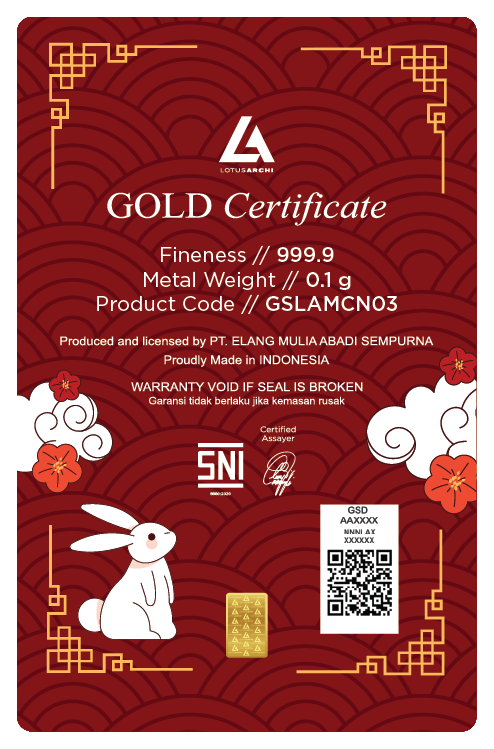 LOTUSARCHI
GOLD Certificate
Fineness // 999.9
Metal Weight // 0.1 g
Product Code // GSLAMCN03
Produced and licensed by PT. ELANG MULIA ABADI SEMPURNA
Proudly Made in INDONESIA
WARRANTY VOID IF SEAL IS BROKEN
Garansi tidak berlaku jika kemasan rusak
Certified
Assayer
SNI
GSD
AAXXXX
XXXXXX